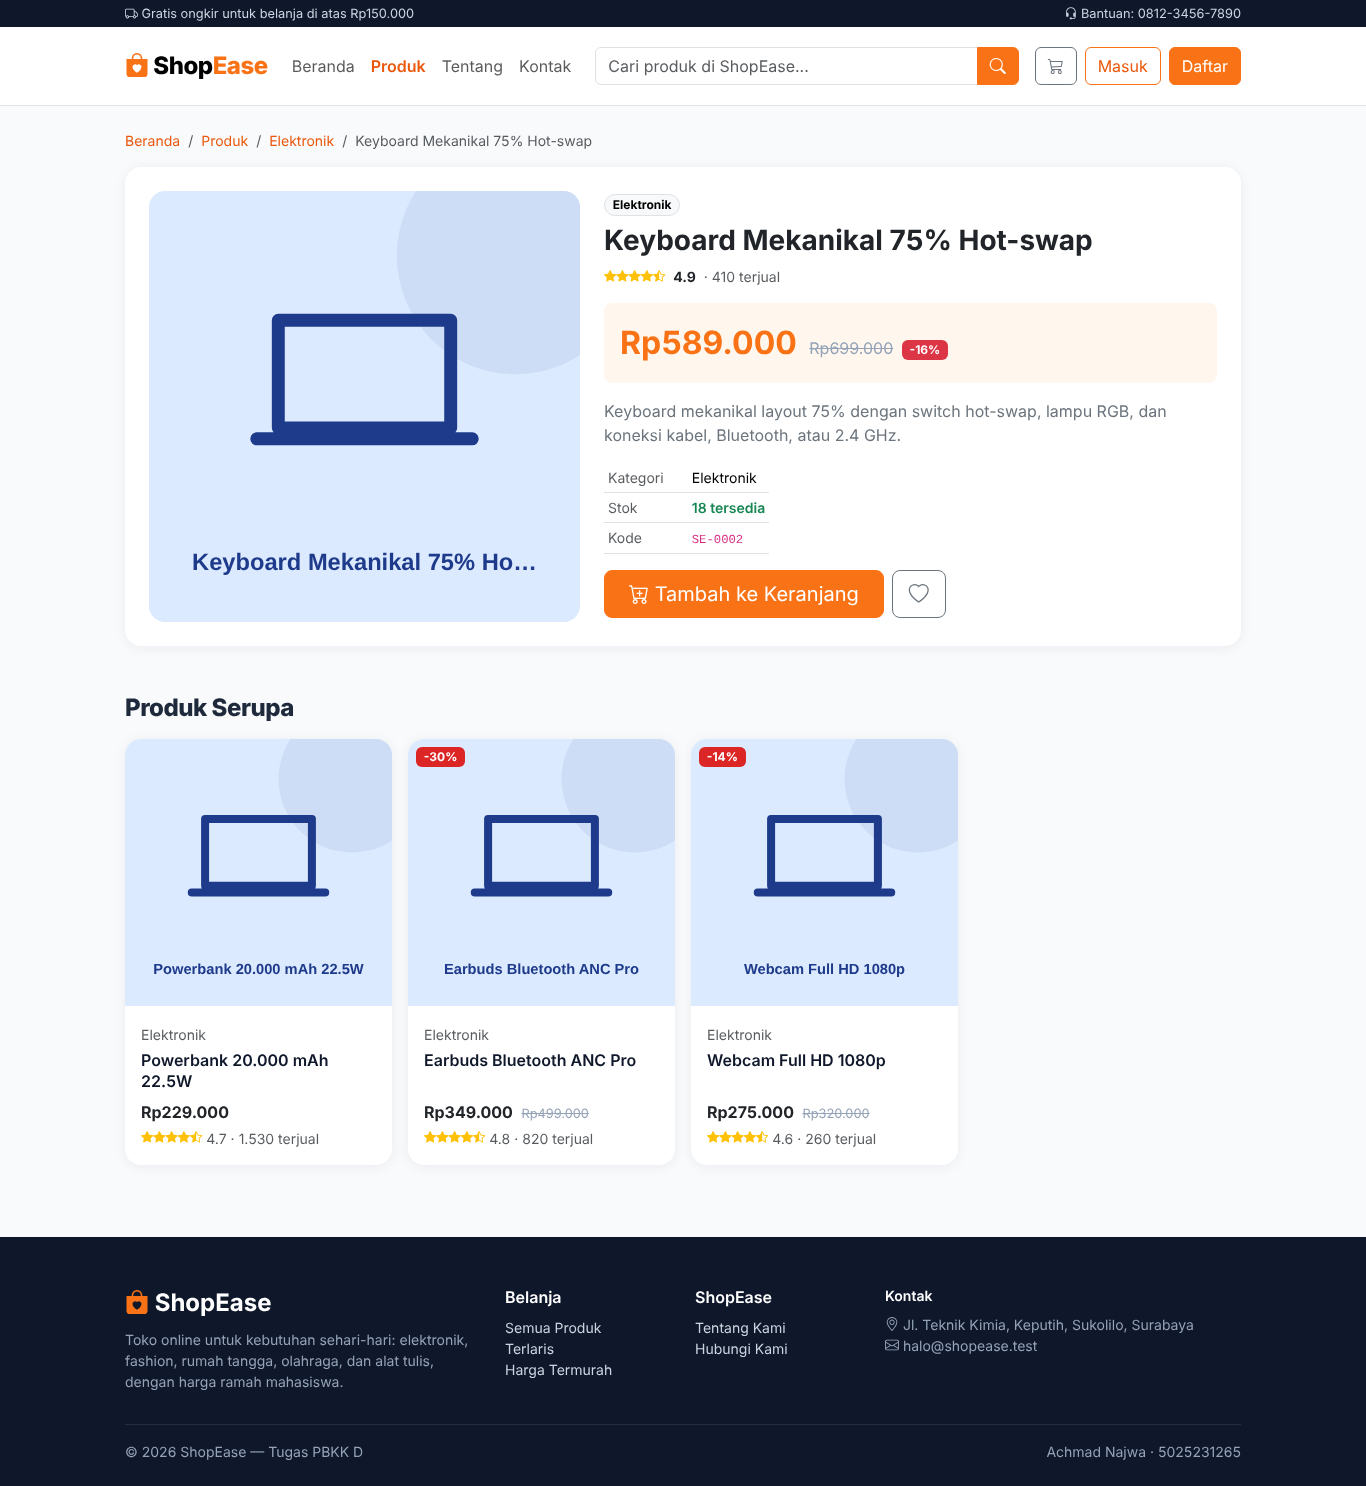 Gratis ongkir untuk belanja di atas Rp150.000
Bantuan: 0812-3456-7890
ShopEase
Beranda
Produk
Tentang
Kontak
Cari produk di ShopEase...
Masuk
Daftar
Beranda / Produk / Elektronik / Keyboard Mekanikal 75% Hot-swap
Keyboard Mekanikal 75% Ho...
Elektronik
Keyboard Mekanikal 75% Hot-swap
4.9 · 410 terjual
Rp589.000 Rp699.000 -16%
Keyboard mekanikal layout 75% dengan switch hot-swap, lampu RGB, dan
koneksi kabel, Bluetooth, atau 2.4 GHz.
Kategori Elektronik
Stok 18 tersedia
Kode SE-0002
Tambah ke Keranjang
Produk Serupa
Powerbank 20.000 mAh 22.5W
Elektronik
Powerbank 20.000 mAh
22.5W
Rp229.000
4.7 · 1.530 terjual
-30%
Earbuds Bluetooth ANC Pro
Elektronik
Earbuds Bluetooth ANC Pro
Rp349.000 Rp499.000
4.8 · 820 terjual
-14%
Webcam Full HD 1080p
Elektronik
Webcam Full HD 1080p
Rp275.000 Rp320.000
4.6 · 260 terjual
ShopEase
Toko online untuk kebutuhan sehari-hari: elektronik,
fashion, rumah tangga, olahraga, dan alat tulis,
dengan harga ramah mahasiswa.
Belanja
Semua Produk
Terlaris
Harga Termurah
ShopEase
Tentang Kami
Hubungi Kami
Kontak
Jl. Teknik Kimia, Keputih, Sukolilo, Surabaya
halo@shopease.test
© 2026 ShopEase — Tugas PBKK D
Achmad Najwa · 5025231265